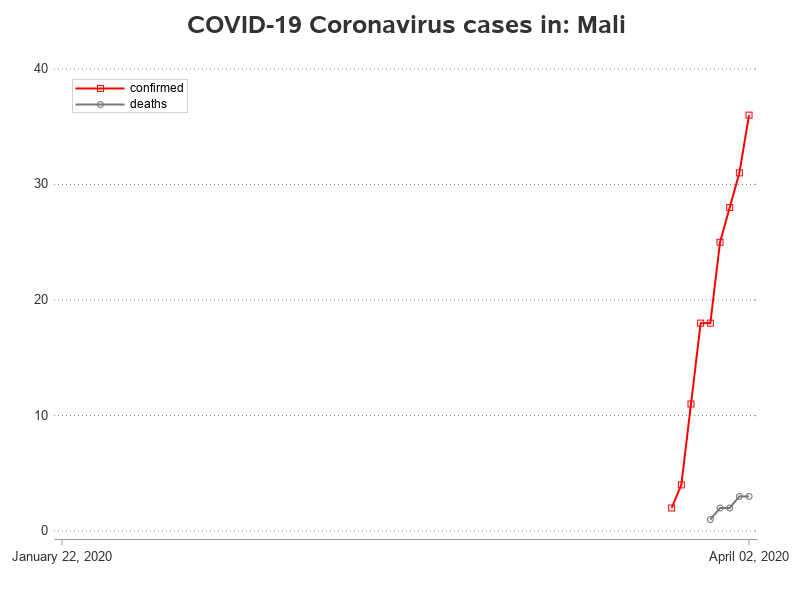 COVID-19 Coronavirus cases in: Mali
40
confirmed
deaths
30
20
10
0
January 22, 2020
April 02, 2020